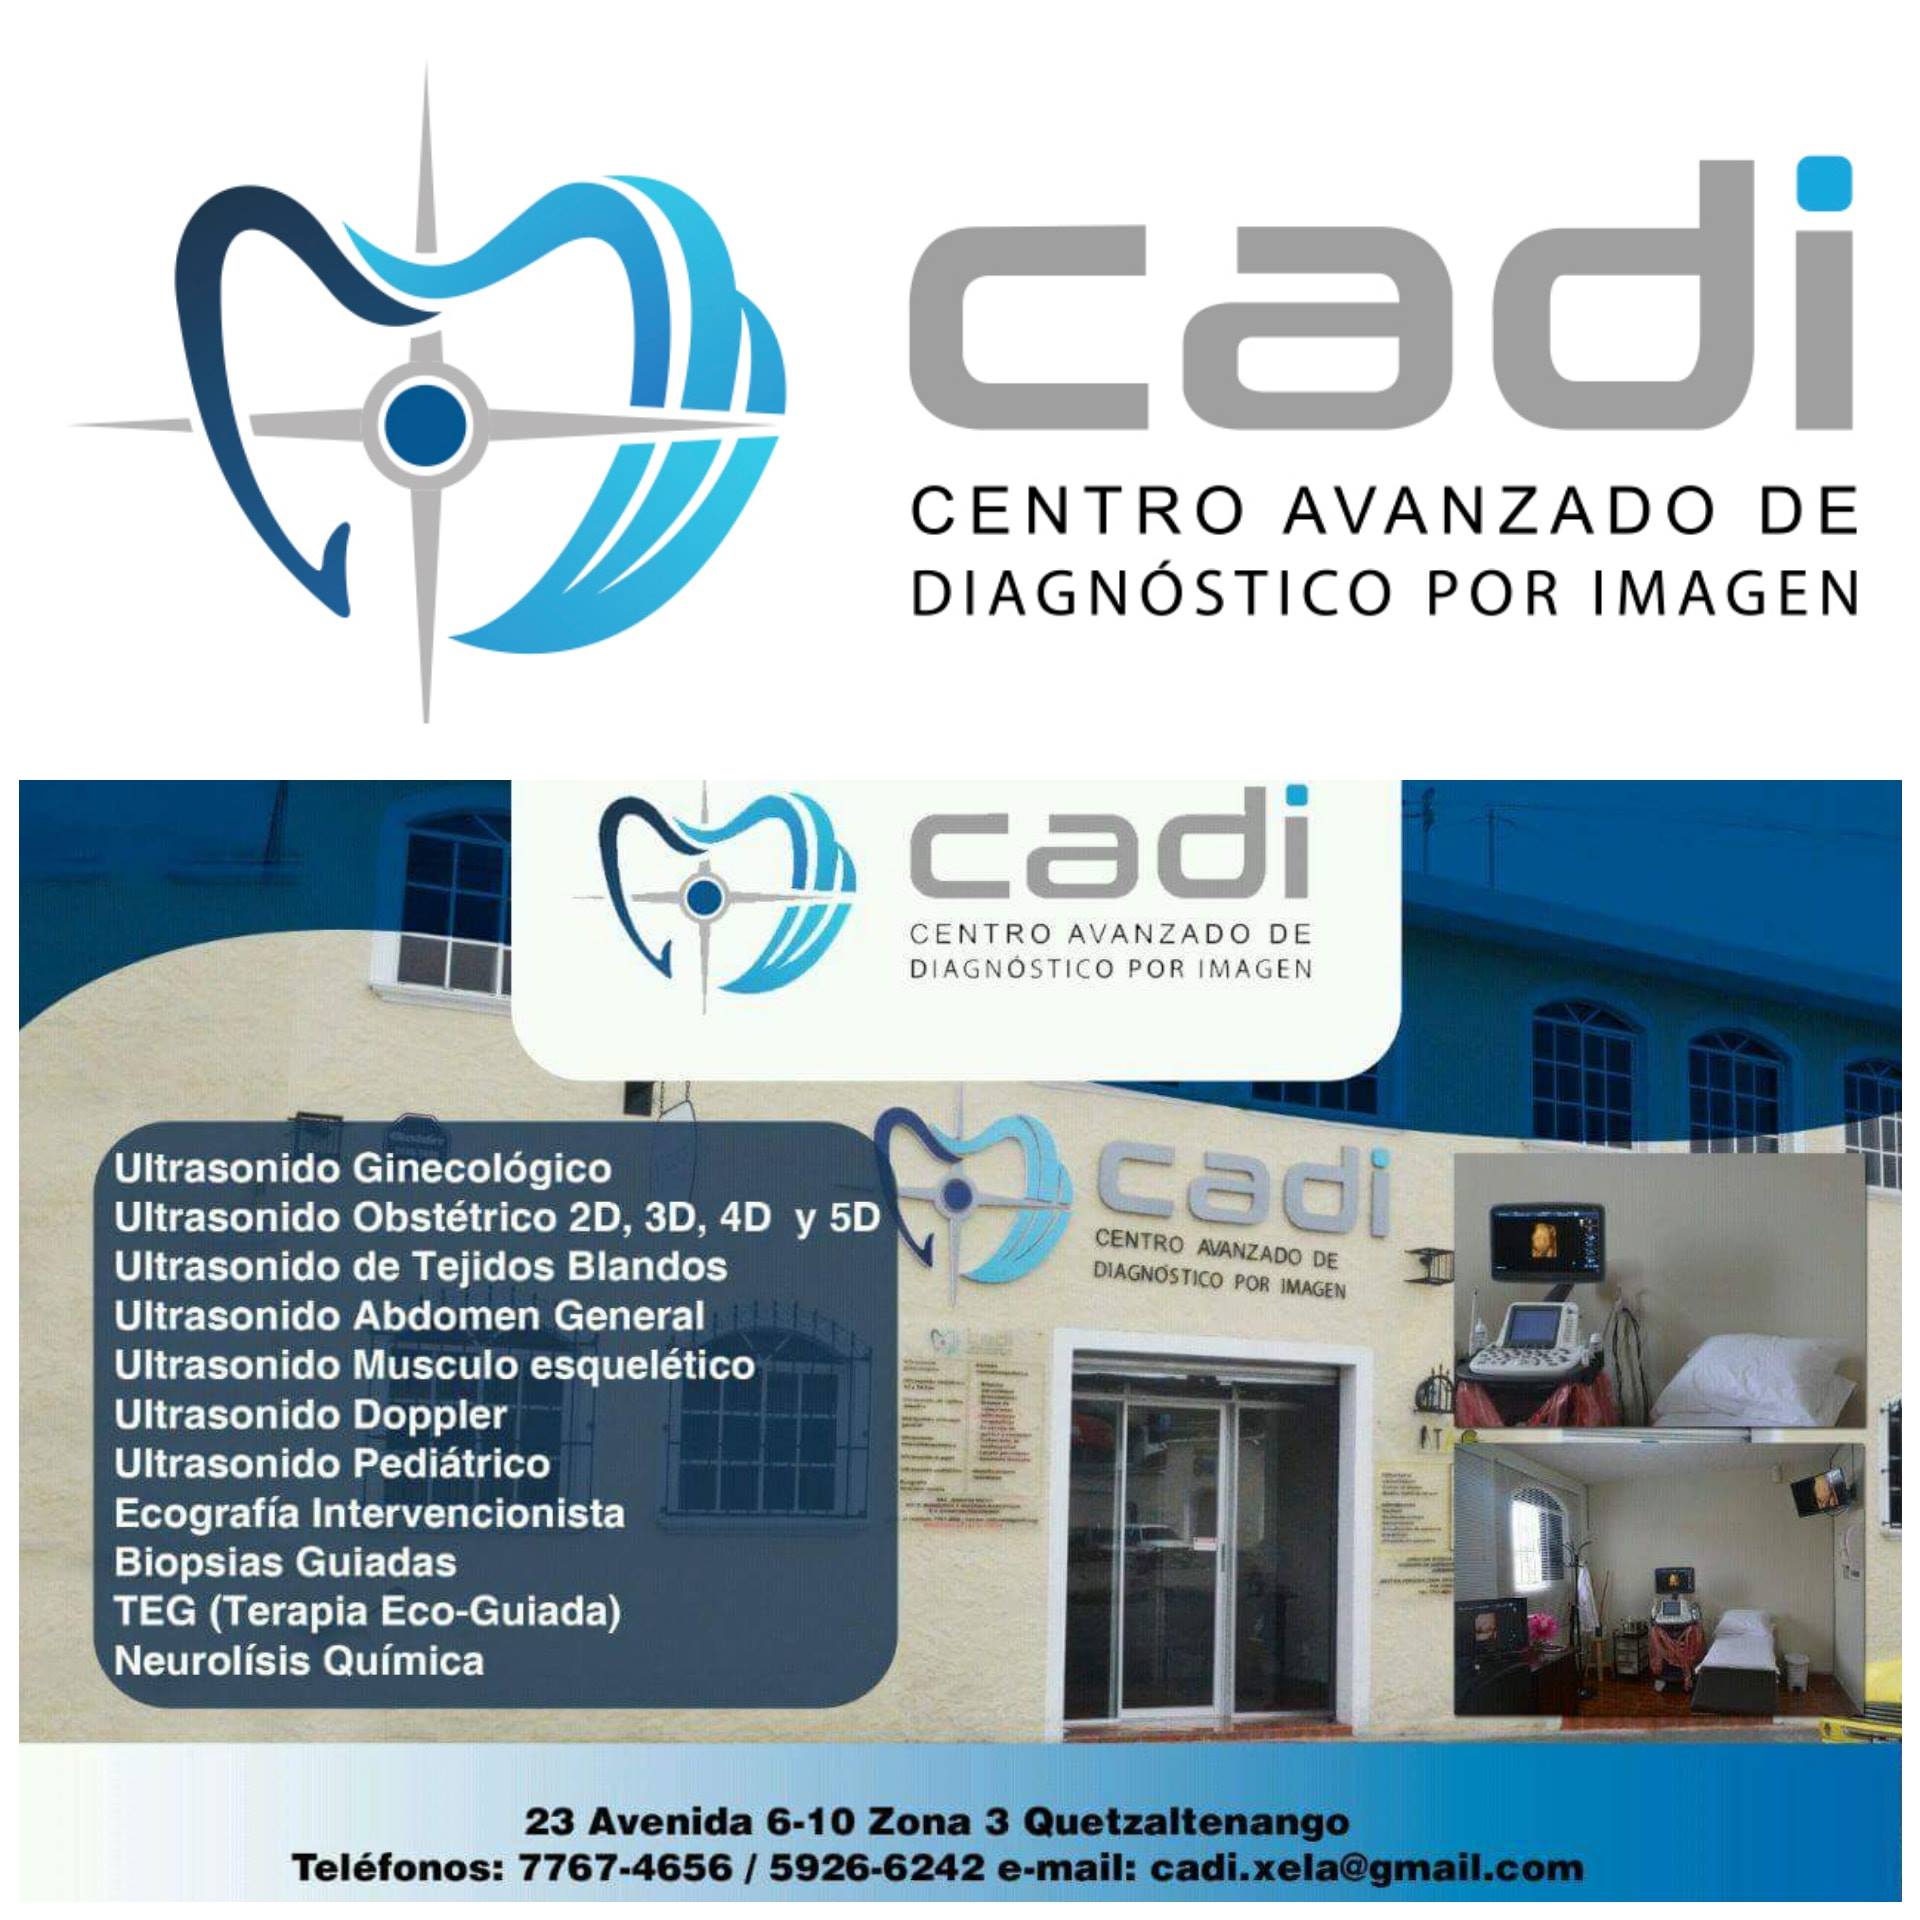 cadi
CENTRO AVANZADO DE
DIAGNÓSTICO POR IMAGEN
cadi
CENTRO AVANZADO DE
DIAGNÓSTICO POR IMAGEN
Ultrasonido Ginecológico
Ultrasonido Obstétrico 2D, 3D, 4D y 5D
Ultrasonido de Tejidos Blandos
Ultrasonido Abdomen General
Ultrasonido Musculo esquelético
Ultrasonido Doppler
Ultrasonido Pediátrico
Ecografía Intervencionista
Biopsias Guiadas
TEG (Terapia Eco-Guiada)
Neurolísis Química
cadi
CENTRO AVANZADO DE
DIAGNÓSTICO POR IMAGEN
23 Avenida 6-10 Zona 3 Quetzaltenango
Teléfonos: 7767-4656 / 5926-6242 e-mail: cadi.xela@gmail.com